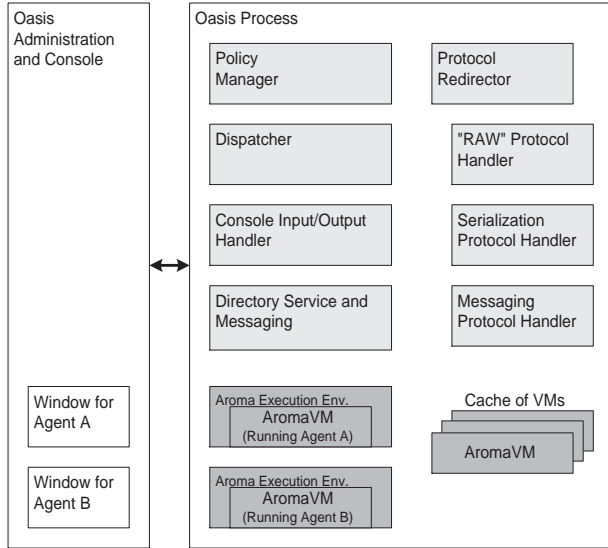 Oasis
Administration
and Console
Window for
Agent A
Window for
Agent B
Oasis Process
Policy
Manager
Protocol
Redirector
Dispatcher
"RAW" Protocol
Handler
Console Input/Output
Handler
Serialization
Protocol Handler
Directory Service and
Messaging
Messaging
Protocol Handler
Aroma Execution Env.
AromaVM
(Running Agent A)
Cache of VMs
AromaVM
Aroma Execution Env.
AromaVM
(Running Agent B)